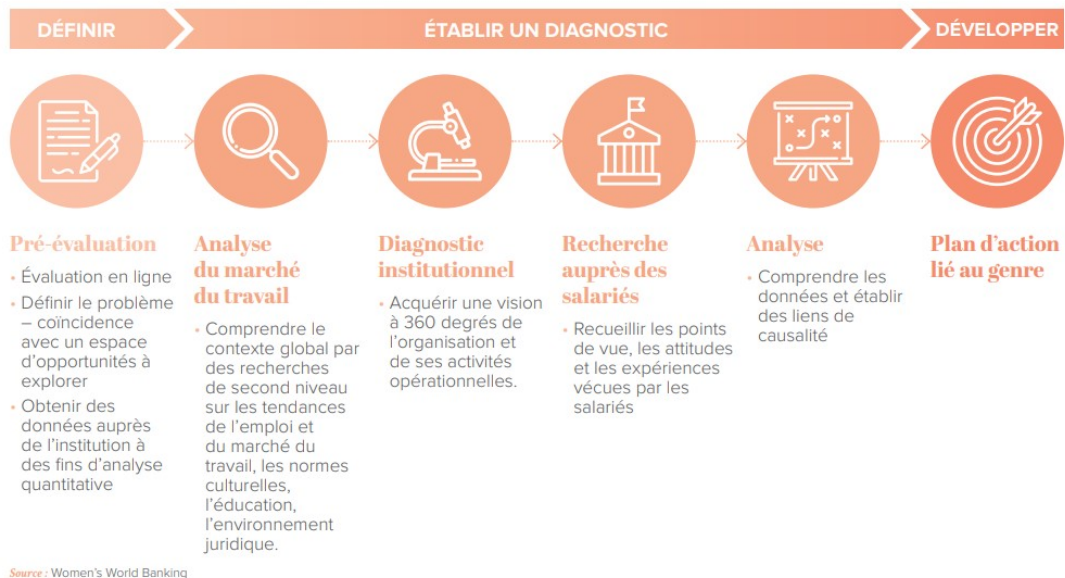 DÉFINIR
ÉTABLIR UN DIAGNOSTIC
DÉVELOPPER
Pré-évaluation
• Évaluation en ligne
• Définir le problème
– coïncidence
avec un espace
d’opportunités à
explorer
• Obtenir des
données auprès
de l’institution à
des fins d’analyse
quantitative
Analyse
du marché
du travail
• Comprendre le
contexte global par
des recherches
de second niveau
sur les tendances
de l’emploi et
du marché du
travail, les normes
culturelles,
l’éducation,
l’environnement
juridique.
Diagnostic
institutionnel
• Acquérir une vision
à 360 degrés de
l’organisation et
de ses activités
opérationnelles.
Recherche
auprès des
salariés
• Recueillir les points
de vue, les attitudes
et les expériences
vécues par les
salariés
Analyse
• Comprendre les
données et établir
des liens de
causalité
Plan d’action
lié au genre
Source : Women’s World Banking